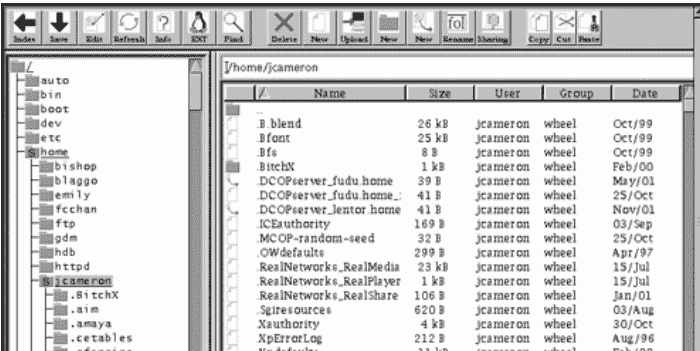 Index Save Edit Refresh Info EXT Find Delete New Upload New New Rename Sharing Copy Cut Paste
/
auto
bin
boot
dev
etc
home
bishop
blaggo
emily
fcchan
ftp
gdm
hdb
httpd
jcameron
.BitchX
.aim
.amaya
.cetables
/home/jcameron
Name Size User Group Date
..
.B.blend 26 kB jcameron wheel Oct/99
.Bfont 25 kB jcameron wheel Oct/99
.Bfs 8 B jcameron wheel Oct/99
.BitchX 1 kB jcameron wheel Feb/00
.DCOPserver_fudu.home 39 B jcameron wheel May/01
.DCOPserver_fudu.home_: 41 B jcameron wheel 25/Oct
.DCOPserver_lentor.home 41 B jcameron wheel Nov/01
.ICEauthority 169 B jcameron wheel 03/Sep
.MCOP-random-seed 32 B jcameron wheel 25/Oct
.OWdefaults 299 B jcameron wheel Apr/97
.RealNetworks_RealMedia 23 kB jcameron wheel 15/Jul
.RealNetworks_RealPlayer 1 kB jcameron wheel 15/Jul
.RealNetworks_RealShare 106 B jcameron wheel Jan/01
.Sgiresources 620 B jcameron wheel 03/Aug
.Xauthority 4 kB jcameron wheel 30/Oct
.XpErrorLog 212 B jcameron wheel Aug/96